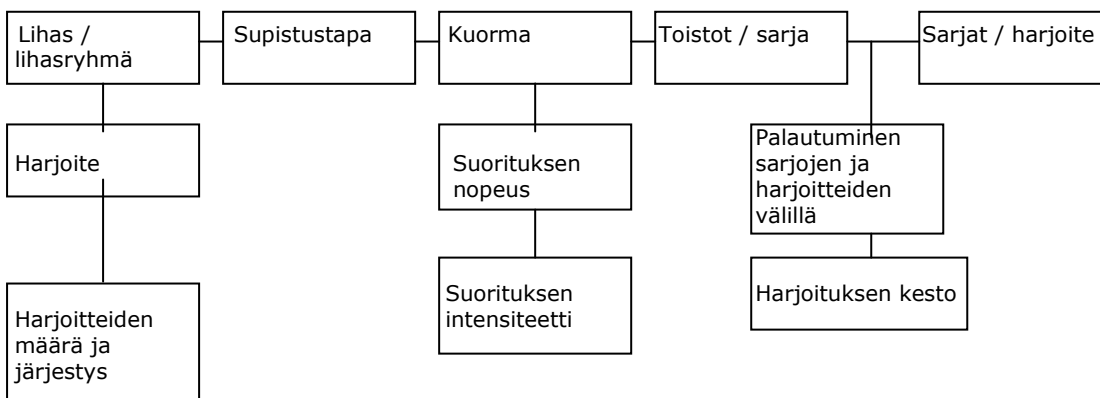 Lihas /
lihasryhmä
Supistustapa
Kuorma
Toistot / sarja
Sarjat / harjoite
Harjoite
Suorituksen
nopeus
Palautuminen
sarjojen ja
harjoitteiden
välillä
Harjoitteiden
määrä ja
järjestys
Suorituksen
intensiteetti
Harjoituksen kesto